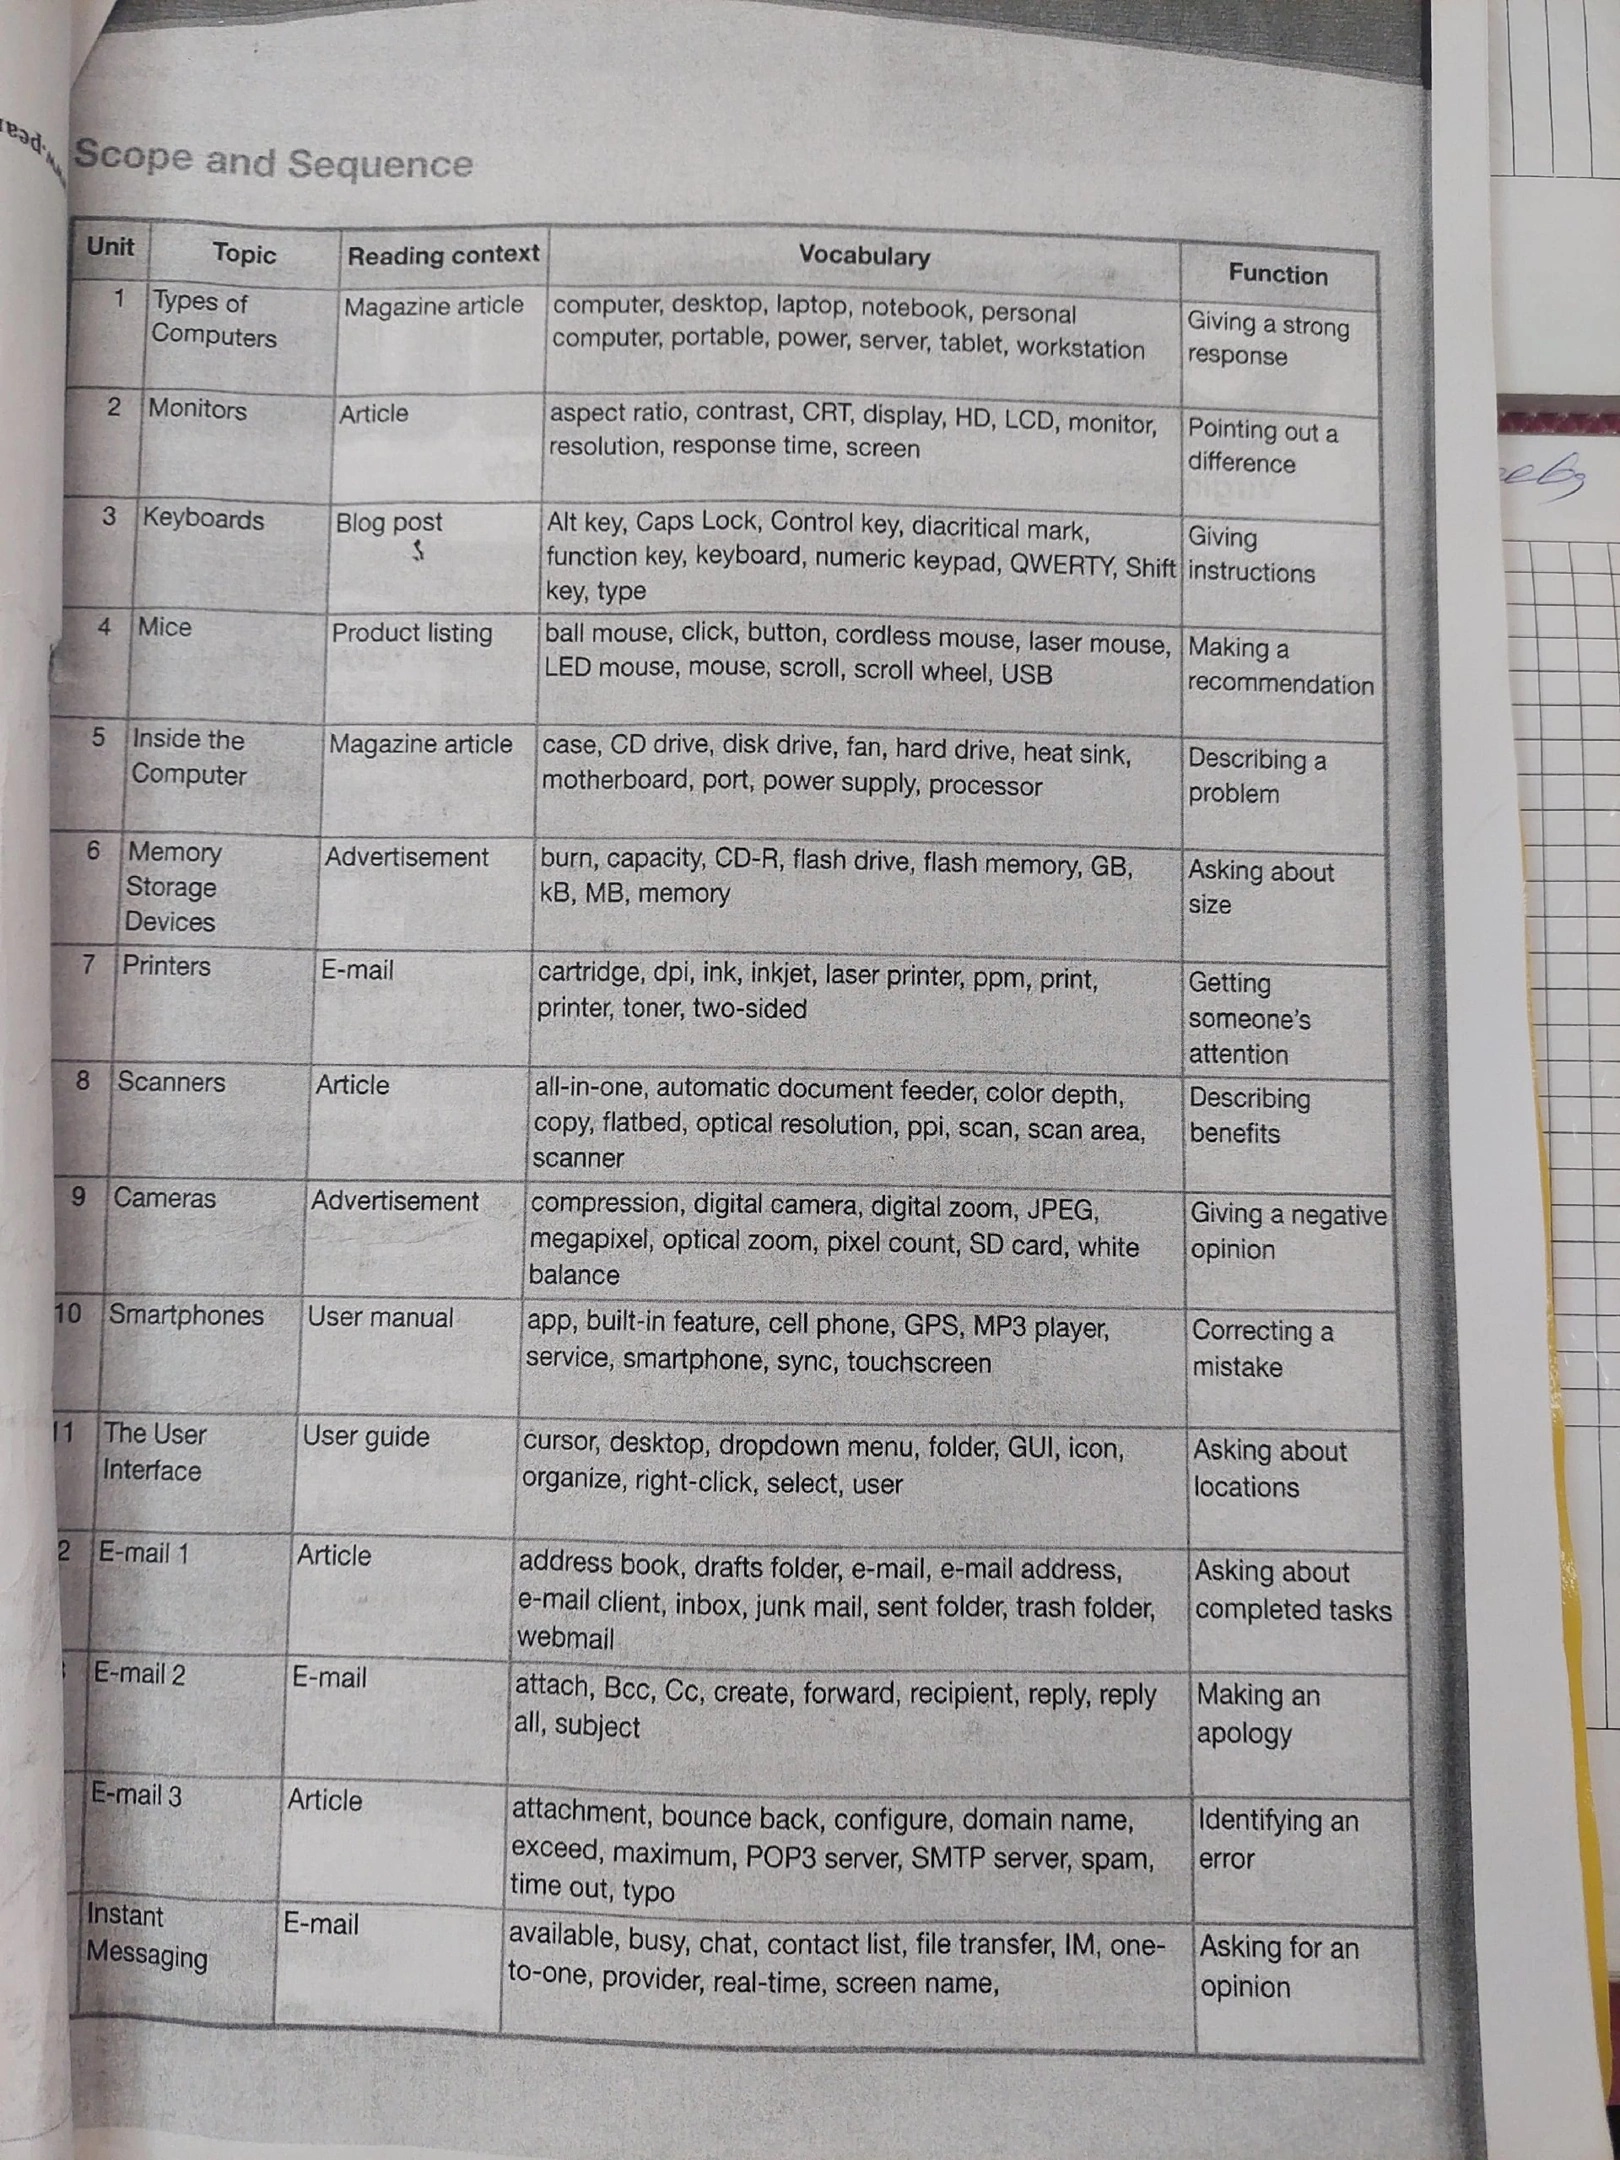 Scope and Sequence
Unit Topic Reading context Vocabulary Function
1 Types of Computers Magazine article computer, desktop, laptop, notebook, personal computer, portable, power, server, tablet, workstation Giving a strong response
2 Monitors Article aspect ratio, contrast, CRT, display, HD, LCD, monitor, resolution, response time, screen Pointing out a difference
3 Keyboards Blog post Alt key, Caps Lock, Control key, diacritical mark, function key, keyboard, numeric keypad, QWERTY, Shift key, type Giving instructions
4 Mice Product listing ball mouse, click, button, cordless mouse, laser mouse, LED mouse, mouse, scroll, scroll wheel, USB Making a recommendation
5 Inside the Computer Magazine article case, CD drive, disk drive, fan, hard drive, heat sink, motherboard, port, power supply, processor Describing a problem
6 Memory Storage Devices Advertisement burn, capacity, CD-R, flash drive, flash memory, GB, kB, MB, memory Asking about size
7 Printers E-mail cartridge, dpi, ink, inkjet, laser printer, ppm, print, printer, toner, two-sided Getting someone's attention
8 Scanners Article all-in-one, automatic document feeder, color depth, copy, flatbed, optical resolution, ppi, scan, scan area, scanner Describing benefits
9 Cameras Advertisement compression, digital camera, digital zoom, JPEG, megapixel, optical zoom, pixel count, SD card, white balance Giving a negative opinion
10 Smartphones User manual app, built-in feature, cell phone, GPS, MP3 player, service, smartphone, sync, touchscreen Correcting a mistake
11 The User Interface User guide cursor, desktop, dropdown menu, folder, GUI, icon, organize, right-click, select, user Asking about locations
2 E-mail 1 Article address book, drafts folder, e-mail, e-mail address, e-mail client, inbox, junk mail, sent folder, trash folder, webmail Asking about completed tasks
E-mail 2 E-mail attach, Bcc, Cc, create, forward, recipient, reply, reply all, subject Making an apology
E-mail 3 Article attachment, bounce back, configure, domain name, exceed, maximum, POP3 server, SMTP server, spam, time out, typo Identifying an error
Instant Messaging E-mail available, busy, chat, contact list, file transfer, IM, one-to-one, provider, real-time, screen name, Asking for an opinion